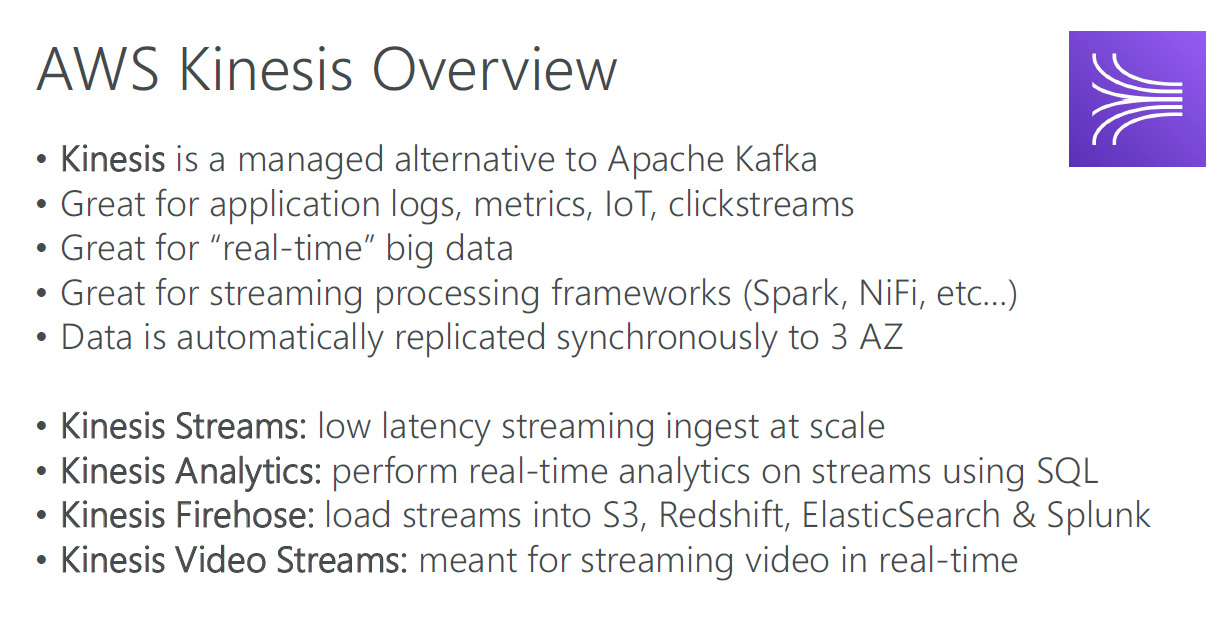 AWS Kinesis Overview
• Kinesis is a managed alternative to Apache Kafka
• Great for application logs, metrics, IoT, clickstreams
• Great for “real-time” big data
• Great for streaming processing frameworks (Spark, NiFi, etc…)
• Data is automatically replicated synchronously to 3 AZ
• Kinesis Streams: low latency streaming ingest at scale
• Kinesis Analytics: perform real-time analytics on streams using SQL
• Kinesis Firehose: load streams into S3, Redshift, ElasticSearch & Splunk
• Kinesis Video Streams: meant for streaming video in real-time